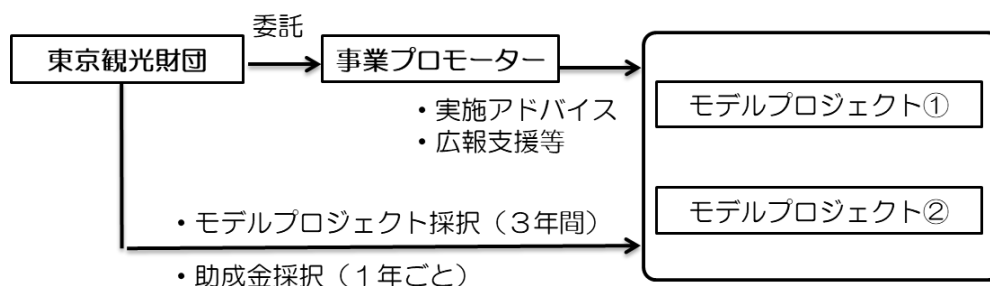 委託
東京観光財団
事業プロモーター
・実施アドバイス
・広報支援等
モデルプロジェクト①
モデルプロジェクト②
・モデルプロジェクト採択（３年間）
・助成金採択（１年ごと）